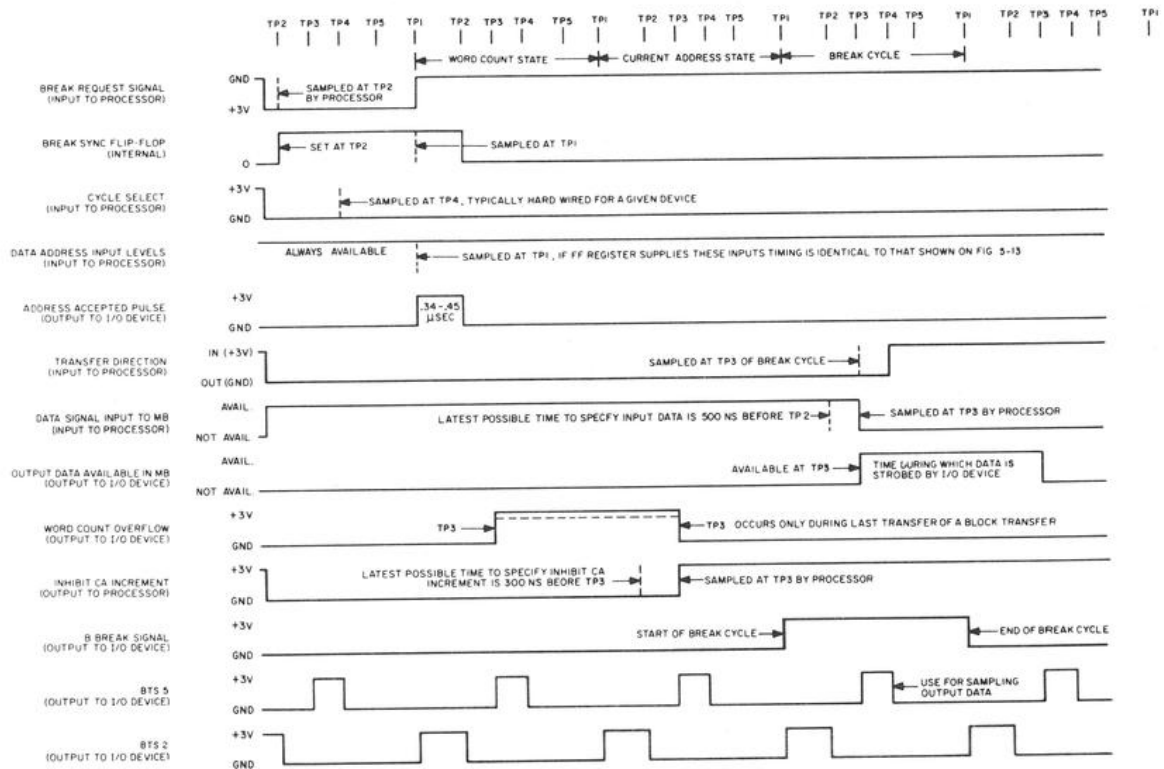 TP2 TP3 TP4 TP5 TP1 TP2 TP3 TP4 TP5 TP1 TP2 TP3 TP4 TP5 TP1 TP2 TP3 TP4 TP5 TP1 TP2 TP3 TP4 TP5 TP1
WORD COUNT STATE CURRENT ADDRESS STATE BREAK CYCLE
BREAK REQUEST SIGNAL
(INPUT TO PROCESSOR)
GND
+3V
SAMPLED AT TP2
BY PROCESSOR
BREAK SYNC FLIP-FLOP
(INTERNAL)
0
SET AT TP2
SAMPLED AT TP1
CYCLE SELECT
(INPUT TO PROCESSOR)
+3V
GND
SAMPLED AT TP4, TYPICALLY HARD WIRED FOR A GIVEN DEVICE
DATA ADDRESS INPUT LEVELS
(INPUT TO PROCESSOR)
ALWAYS AVAILABLE
SAMPLED AT TP1, IF FF REGISTER SUPPLIES THESE INPUTS TIMING IS IDENTICAL TO THAT SHOWN ON FIG 5-13
ADDRESS ACCEPTED PULSE
(OUTPUT TO I/O DEVICE)
+3V
GND
.34-.45
μSEC
TRANSFER DIRECTION
(INPUT TO PROCESSOR)
IN (+3V)
OUT (GND)
SAMPLED AT TP3 OF BREAK CYCLE
DATA SIGNAL INPUT TO MB
(INPUT TO PROCESSOR)
AVAIL.
NOT AVAIL.
LATEST POSSIBLE TIME TO SPECFY INPUT DATA IS 500 NS BEFORE TP2
SAMPLED AT TP3 BY PROCESSOR
OUTPUT DATA AVAILABLE IN MB
(OUTPUT TO I/O DEVICE)
AVAIL.
NOT AVAIL.
AVAILABLE AT TP3
TIME DURING WHICH DATA IS
STROBED BY I/O DEVICE
WORD COUNT OVERFLOW
(OUTPUT TO I/O DEVICE)
+3V
GND
TP3
TP3 OCCURS ONLY DURING LAST TRANSFER OF A BLOCK TRANSFER
INHIBIT CA INCREMENT
(OUTPUT TO PROCESSOR)
+3V
GND
LATEST POSSIBLE TIME TO SPECIFY INHIBIT CA
INCREMENT IS 300 NS BEORE TP3
SAMPLED AT TP3 BY PROCESSOR
B BREAK SIGNAL
(OUTPUT TO I/O DEVICE)
+3V
GND
START OF BREAK CYCLE
END OF BREAK CYCLE
BTS 5
(OUTPUT TO I/O DEVICE)
+3V
GND
USE FOR SAMPLING
OUTPUT DATA
BTS 2
(OUTPUT TO I/O DEVICE)
+3V
GND